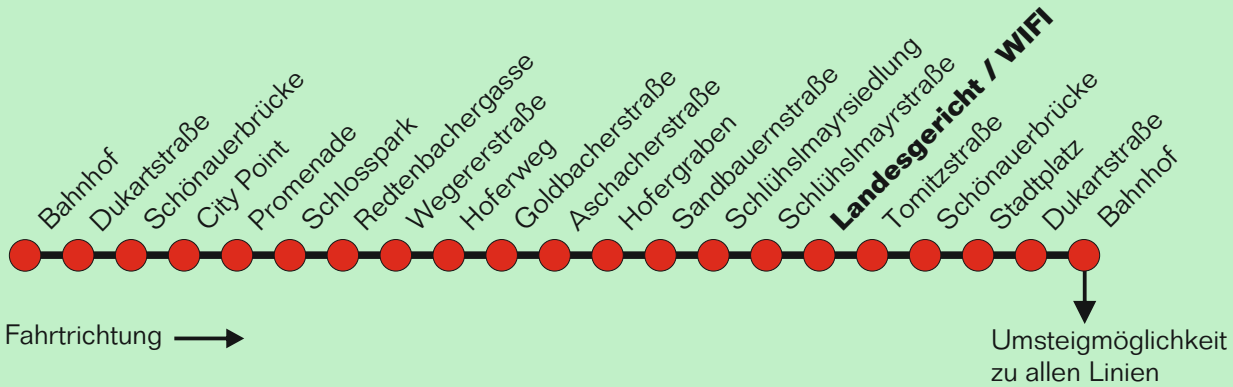 Bahnhof
Dukartstraße
Schönauerbrücke
City Point
Promenade
Schlosspark
Redtenbachergasse
Wegererstraße
Hoferweg
Goldbacherstraße
Aschacherstraße
Hofergraben
Sandbauernstraße
Schlühslmayrsiedlung
Schlühslmayrstraße
Landesgericht / WIFI
Tomitzstraße
Schönauerbrücke
Stadtplatz
Dukartstraße
Bahnhof
Fahrtrichtung
Umsteigmöglichkeit
zu allen Linien